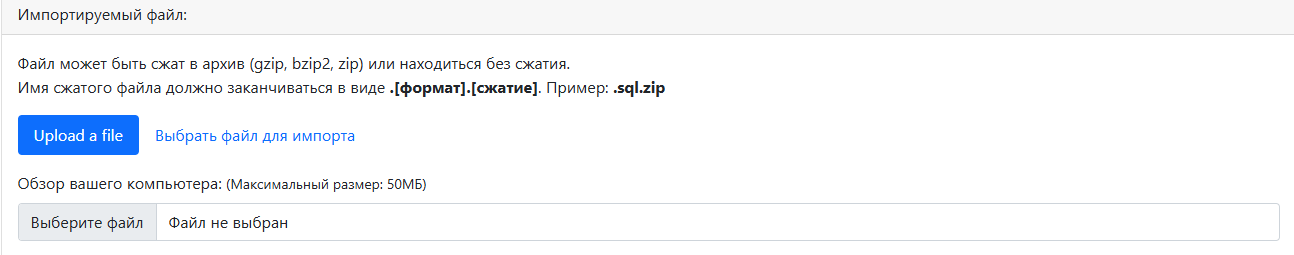 Импортируемый файл:
Файл может быть сжат в архив (gzip, bzip2, zip) или находиться без сжатия.
Имя сжатого файла должно заканчиваться в виде .[формат].[сжатие]. Пример: .sql.zip
Upload a file Выбрать файл для импорта
Обзор вашего компьютера: (Максимальный размер: 50МБ)
Выберите файл Файл не выбран